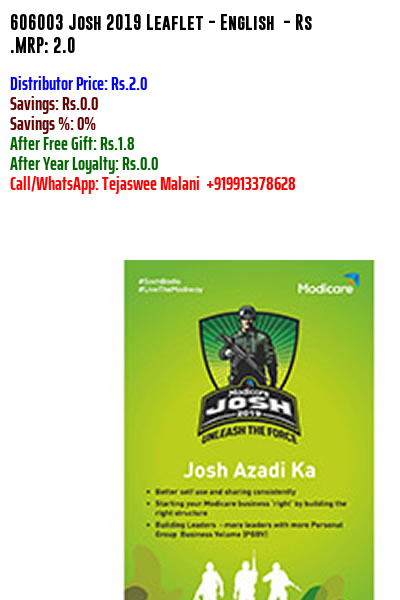 606003 Josh 2019 Leaflet - English - Rs
.MRP: 2.0
Distributor Price: Rs.2.0
Savings: Rs.0.0
Savings %: 0%
After Free Gift: Rs.1.8
After Year Loyalty: Rs.0.0
Call/WhatsApp: Tejaswee Malani +919913378628
#SochBadlo
#LiveTheModiway
Modicare
Modicare
JOSH
2019
UNLEASH THE FORCE
Josh Azadi Ka
• Better self use and sharing consistently
• Starting your Modicare business 'right' by building the
right structure
• Building Leaders - more leaders with more Personal
Group Business Volume (PGBV)